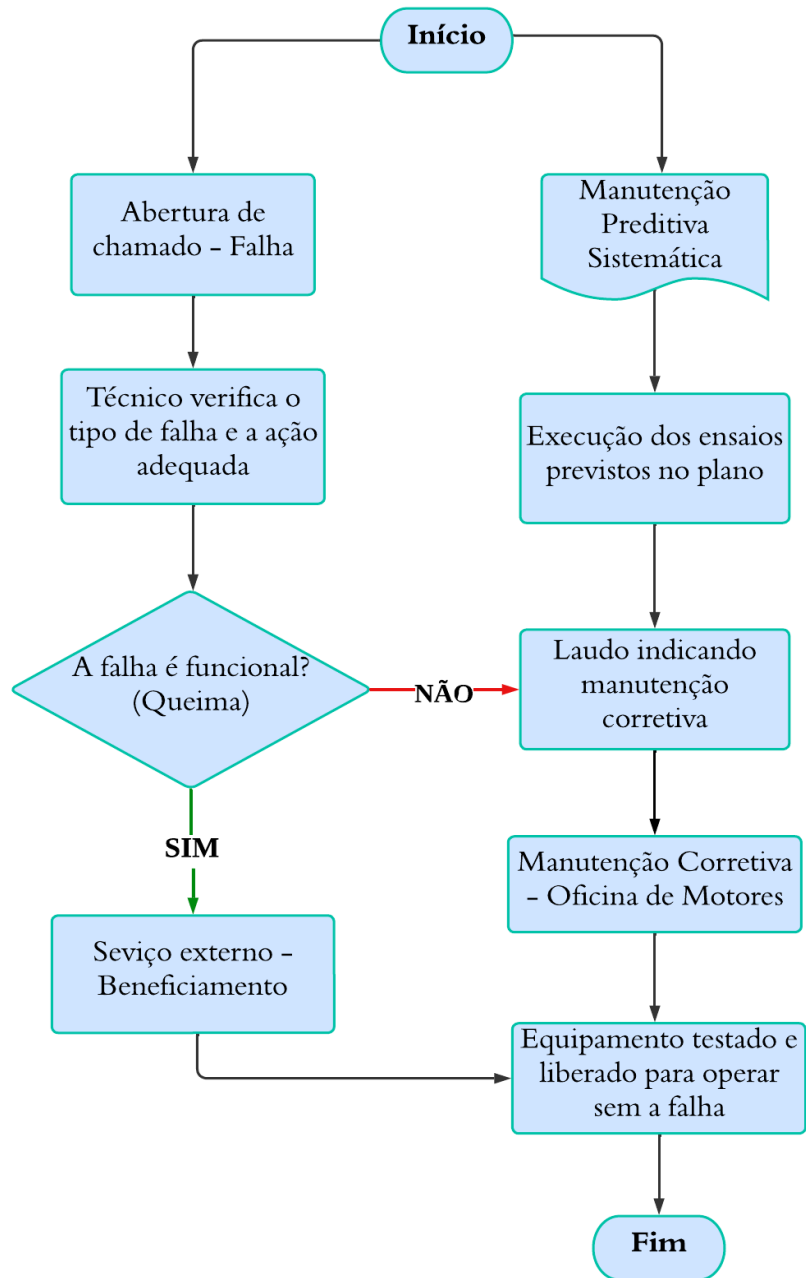 Início
Abertura de
chamado - Falha
Manutenção
Preditiva
Sistemática
Técnico verifica o
tipo de falha e a ação
adequada
Execução dos ensaios
previstos no plano
A falha é funcional?
(Queima)
NÃO
Laudo indicando
manutenção
corretiva
SIM
Manutenção Corretiva
- Oficina de Motores
Seviço externo -
Beneficiamento
Equipamento testado e
liberado para operar
sem a falha
Fim